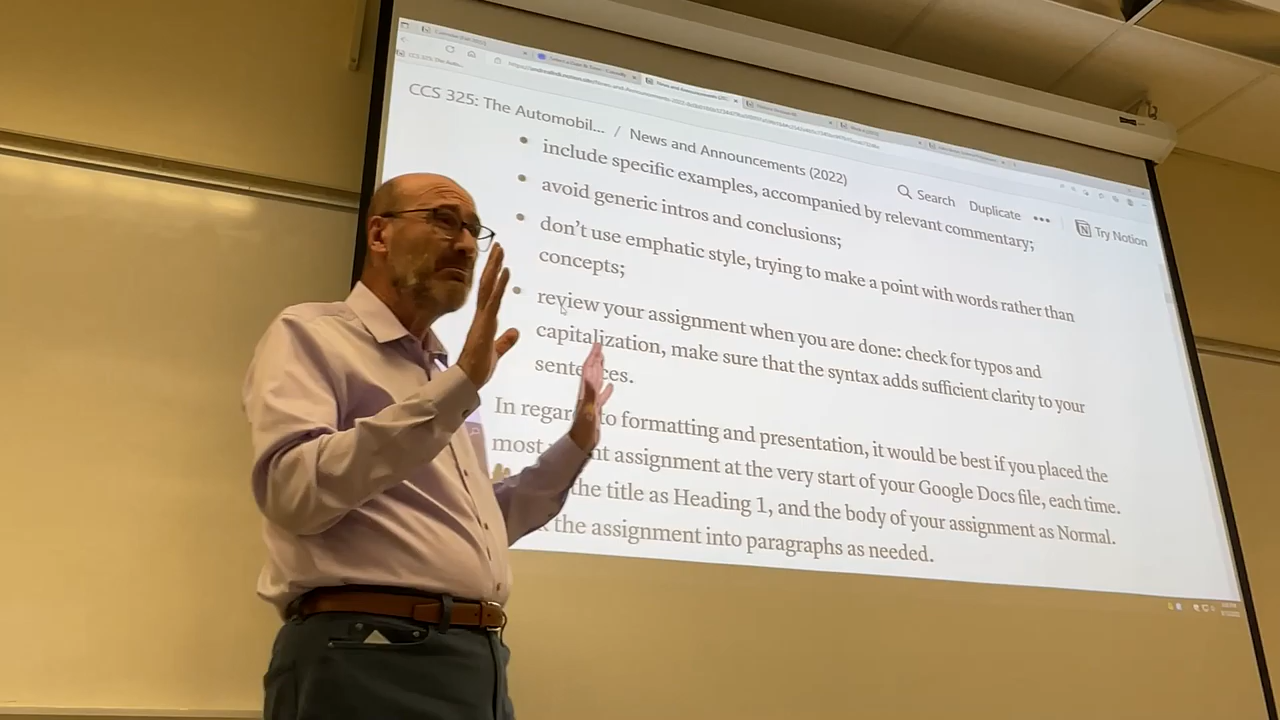 CCS 325: The Automobil... / News and Announcements (2022)
Search Duplicate ••• Try Notion
• include specific examples, accompanied by relevant commentary;
• avoid generic intros and conclusions;
• don't use emphatic style, trying to make a point with words rather than
concepts;
• review your assignment when you are done: check for typos and
capitalization, make sure that the syntax adds sufficient clarity to your
sentences.
In regard to formatting and presentation, it would be best if you placed the
most assignment at the very start of your Google Docs file, each time.
the title as Heading 1, and the body of your assignment as Normal.
the assignment into paragraphs as needed.